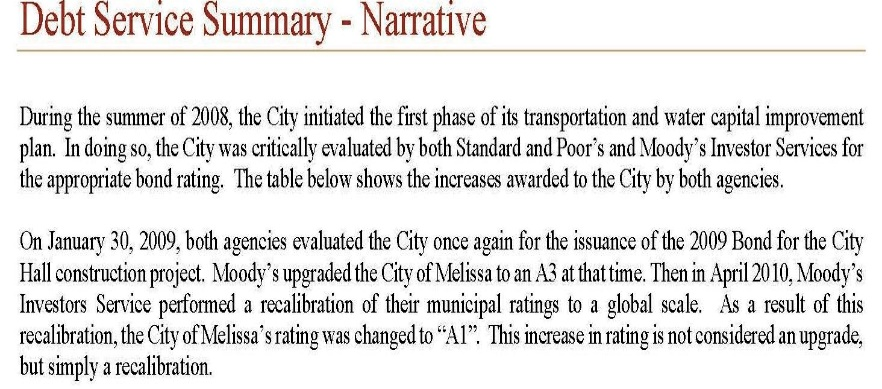 Debt Service Summary - Narrative
During the summer of 2008, the City initiated the first phase of its transportation and water capital improvement
plan. In doing so, the City was critically evaluated by both Standard and Poor's and Moody's Investor Services for
the appropriate bond rating. The table below shows the increases awarded to the City by both agencies.
On January 30, 2009, both agencies evaluated the City once again for the issuance of the 2009 Bond for the City
Hall construction project. Moody's upgraded the City of Melissa to an A3 at that time. Then in April 2010, Moody's
Investors Service performed a recalibration of their municipal ratings to a global scale. As a result of this
recalibration, the City of Melissa's rating was changed to “A1”. This increase in rating is not considered an upgrade,
but simply a recalibration.